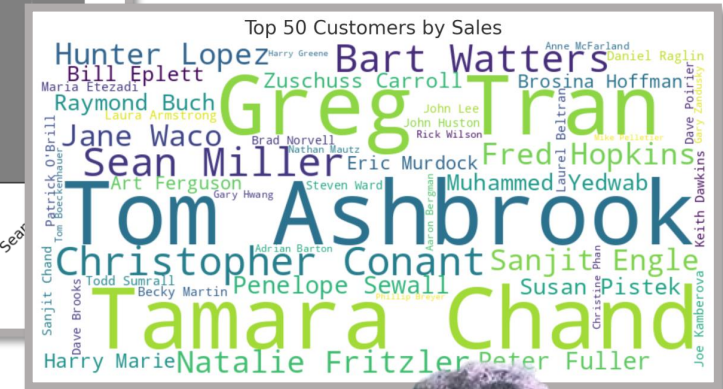 Top 50 Customers by Sales
Hunter Lopez
Harry Greene
Bart Watters
Anne McFarland
Daniel Raglin
Bill Eplett
Zuschuss Carroll
Brosina Hoffman
Maria Etezadi
Raymond Buch
Greg Tran
Dave Poirier
Laura Armstrong
John Lee
John Huston
Jane Waco
Brad Norvell
Rick Wilson
Laurel Beltran
Mike Pelletier
Nathan Mautz
Sean Miller
Eric Murdock
Fred Hopkins
Patrick O'Brill
Tom Boeckenhauer
Art Ferguson
Steven Ward
Muhammed Yedwab
Keith Dawkins
Gary Hwang
Tom Ashbrook
Aaron Bergman
Adrian Barton
Christopher Conant
Sanjit Engle
Sanjit Chand
Todd Sumrall
Penelope Sewall
Susan Pistek
Christine Phan
Becky Martin
Phillip Breyer
Dave Brooks
Tamara Chand
Joe Kamberova
Harry Marie
Natalie Fritzler
Peter Fuller
Sear